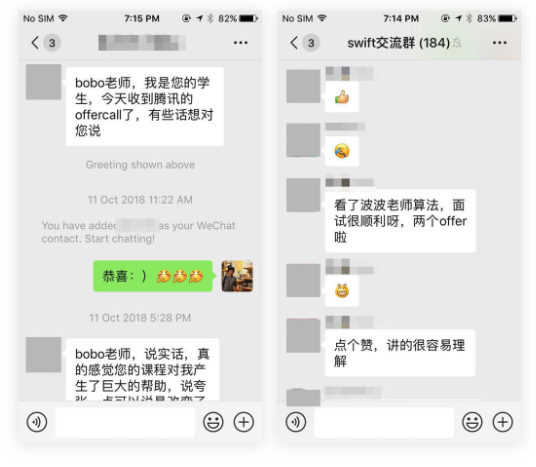 No SIM 7:15 PM 82%
3
bobo老师，我是您的学
生，今天收到腾讯的
offercall了，有些话想对
您说
Greeting shown above
11 Oct 2018 11:22 AM
You have added as your WeChat
contact. Start chatting!
恭喜：）
11 Oct 2018 5:28 PM
bobo老师，说实话，真
的感觉您的课程对我产
生了巨大的帮助，说夸
张一点可以说是改变了
No SIM 7:14 PM 83%
3 swift交流群 (184)
看了波波老师算法，面
试很顺利呀，两个offer
啦
点个赞，讲的很容易理
解